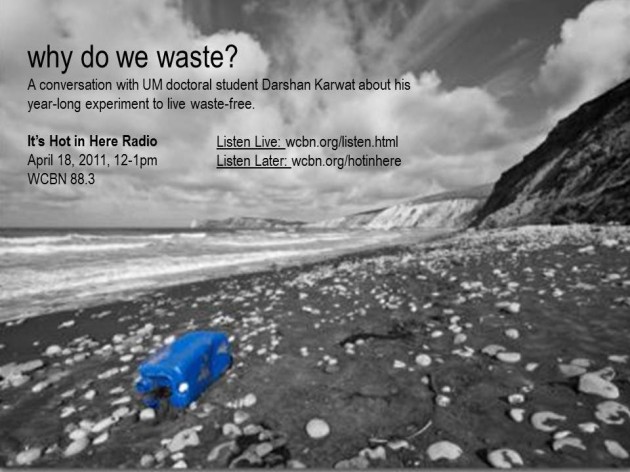 why do we waste?
A conversation with UM doctoral student Darshan Karwat about his
year-long experiment to live waste-free.
It's Hot in Here Radio
April 18, 2011, 12-1pm
WCBN 88.3
Listen Live: wcbn.org/listen.html
Listen Later: wcbn.org/hotinhere